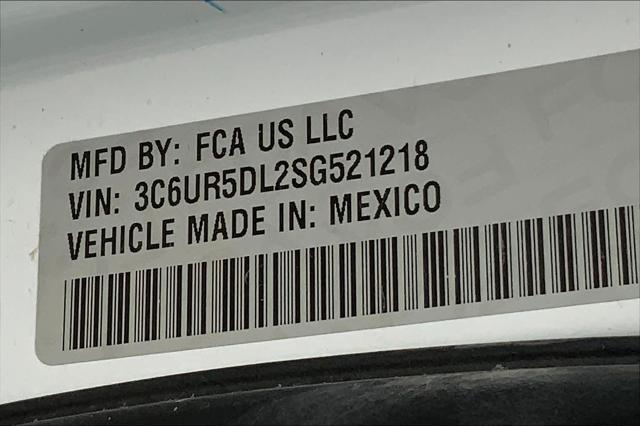 MFD BY: FCA US LLC
VIN: 3C6UR5DL2SG521218
VEHICLE MADE IN: MEXICO